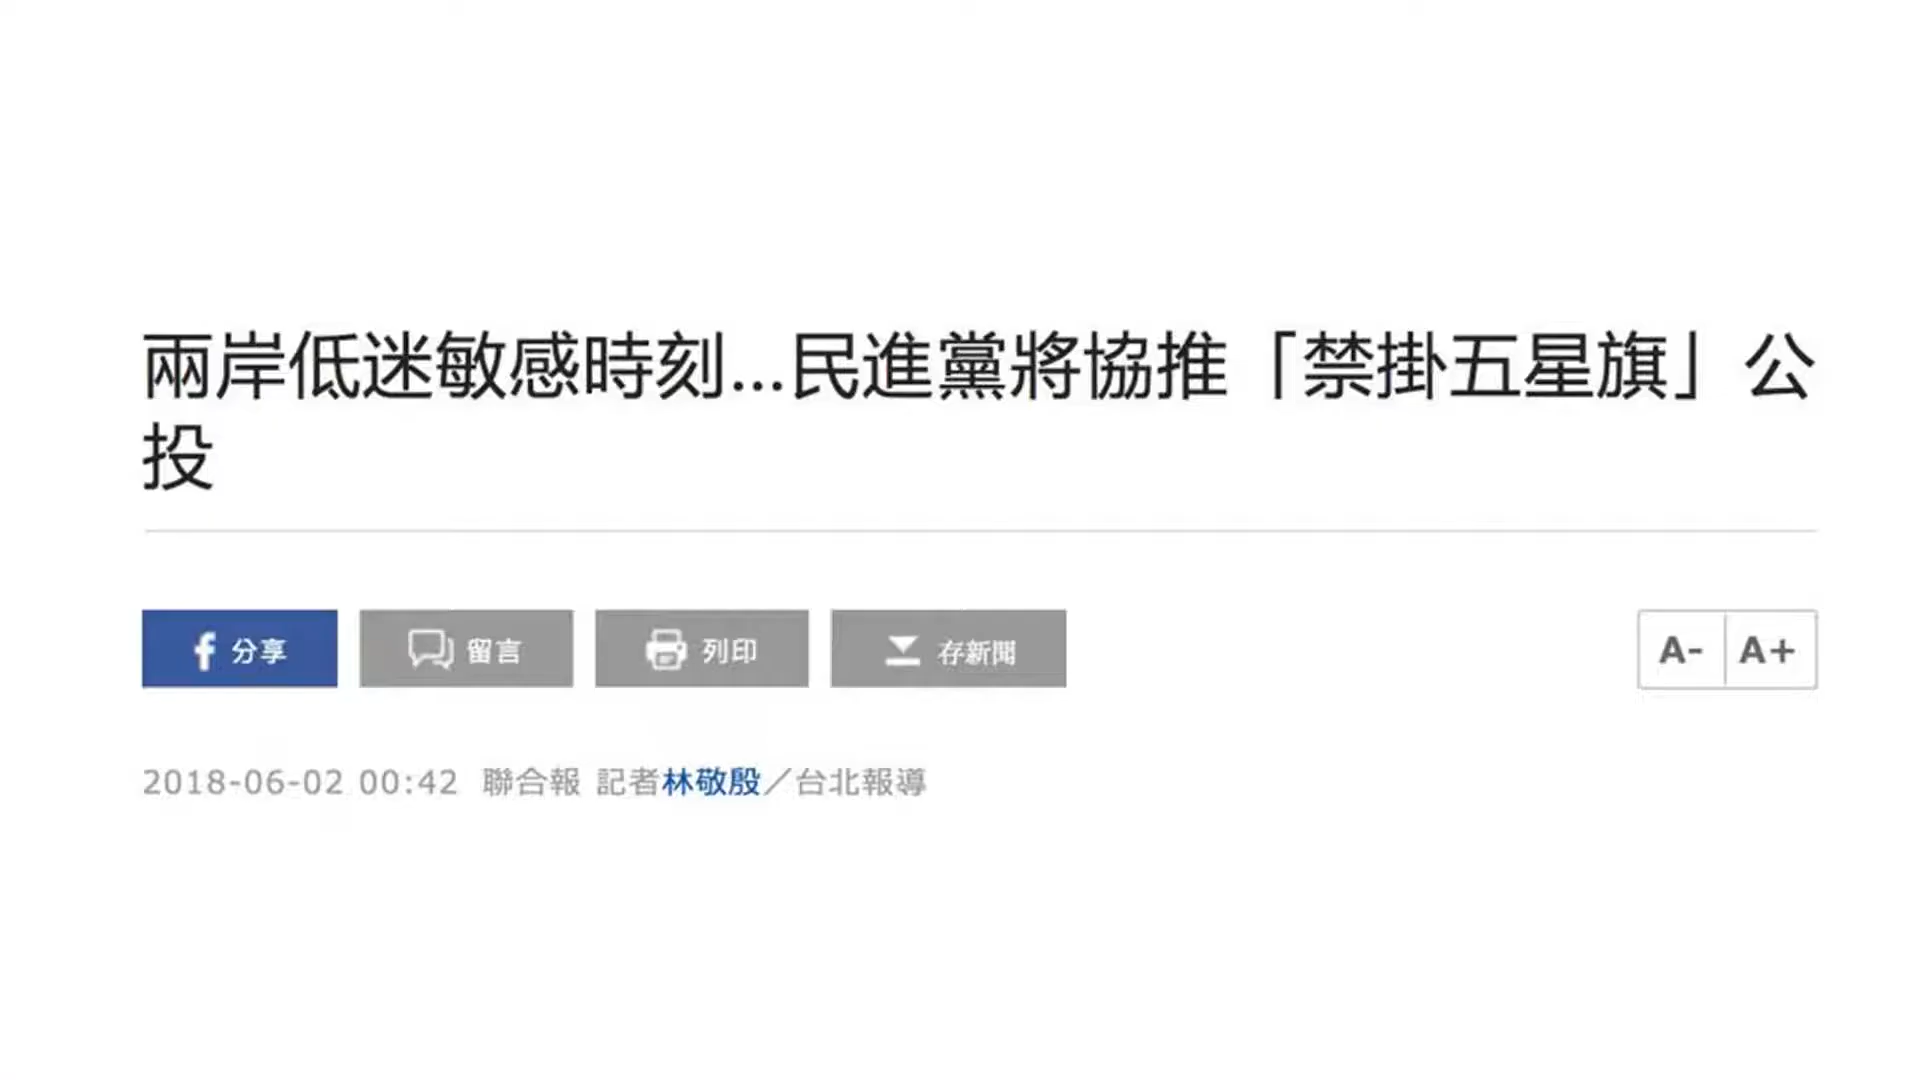 兩岸低迷敏感時刻...民進黨將協推「禁掛五星旗」公
投
分享 留言 列印 存新聞 A- A+
2018-06-02 00:42 聯合報 記者林敬殷／台北報導